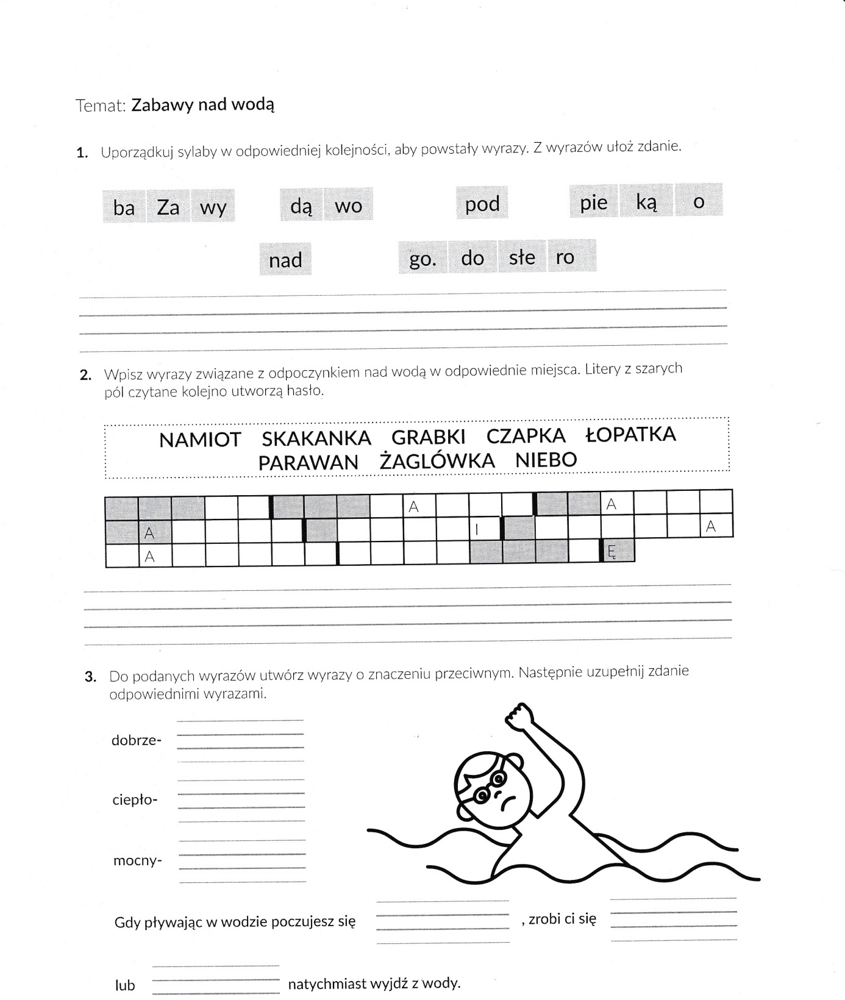 Temat: Zabawy nad wodą
1. Uporządkuj sylaby w odpowiedniej kolejności, aby powstały wyrazy. Z wyrazów ułoż zdanie.
ba Za wy dą wo pod pie ką o
nad go. do słe ro
2. Wpisz wyrazy związane z odpoczynkiem nad wodą w odpowiednie miejsca. Litery z szarych
pól czytane kolejno utworzą hasło.
NAMIOT SKAKANKA GRABKI CZAPKA ŁOPATKA
PARAWAN ŻAGLÓWKA NIEBO
A A
A I A
A Ę
3. Do podanych wyrazów utwórz wyrazy o znaczeniu przeciwnym. Następnie uzupełnij zdanie
odpowiednimi wyrazami.
dobrze-
ciepło-
mocny-
Gdy pływając w wodzie poczujesz się , zrobi ci się
lub natychmiast wyjdź z wody.